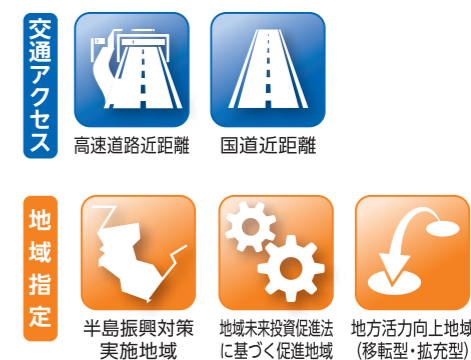 交通アクセス
高速道路近距離
国道近距離
地域指定
半島振興対策
実施地域
地域未来投資促進法
に基づく促進地域
地方活力向上地域
(移転型・拡充型)